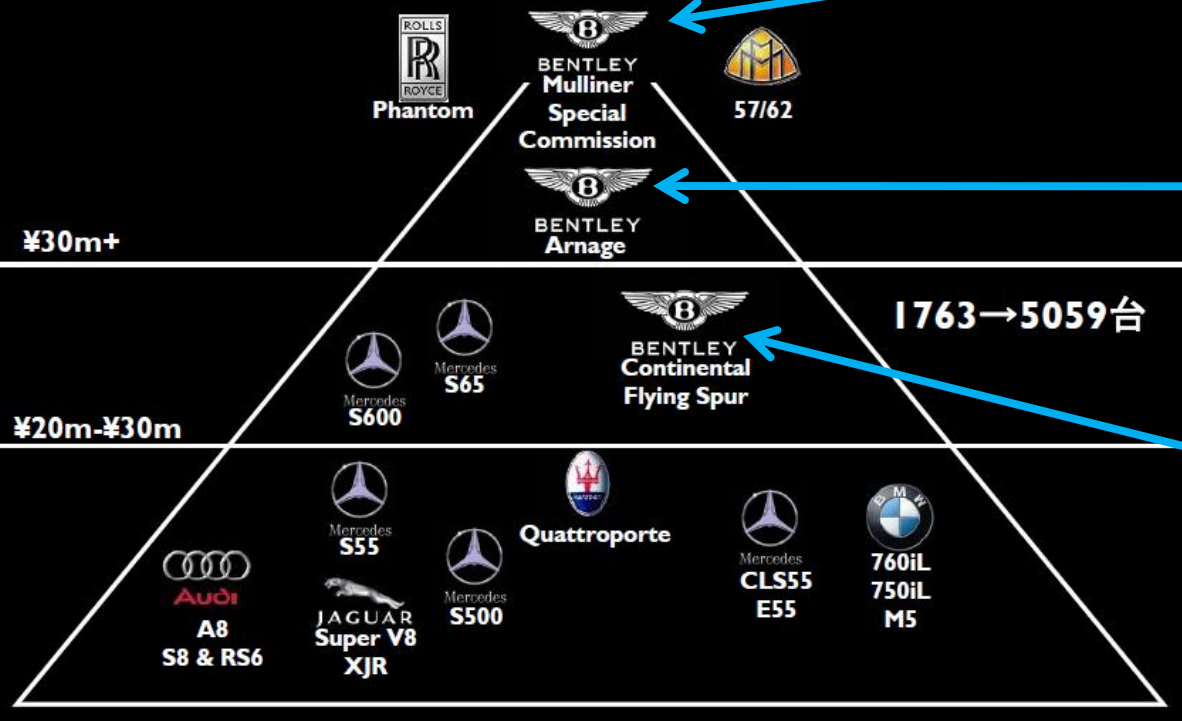 ROLLS
RR
ROYCE
Phantom
B
BENTLEY
Mulliner
Special
Commission
57/62
B
BENTLEY
Arnage
¥30m+
Mercedes
S600
Mercedes
S65
B
BENTLEY
Continental
Flying Spur
1763→5059台
¥20m-¥30m
Audi
A8
S8 & RS6
Mercedes
S55
JAGUAR
Super V8
XJR
Mercedes
S500
MASERATI
Quattroporte
Mercedes
CLS55
E55
BMW
760iL
750iL
M5